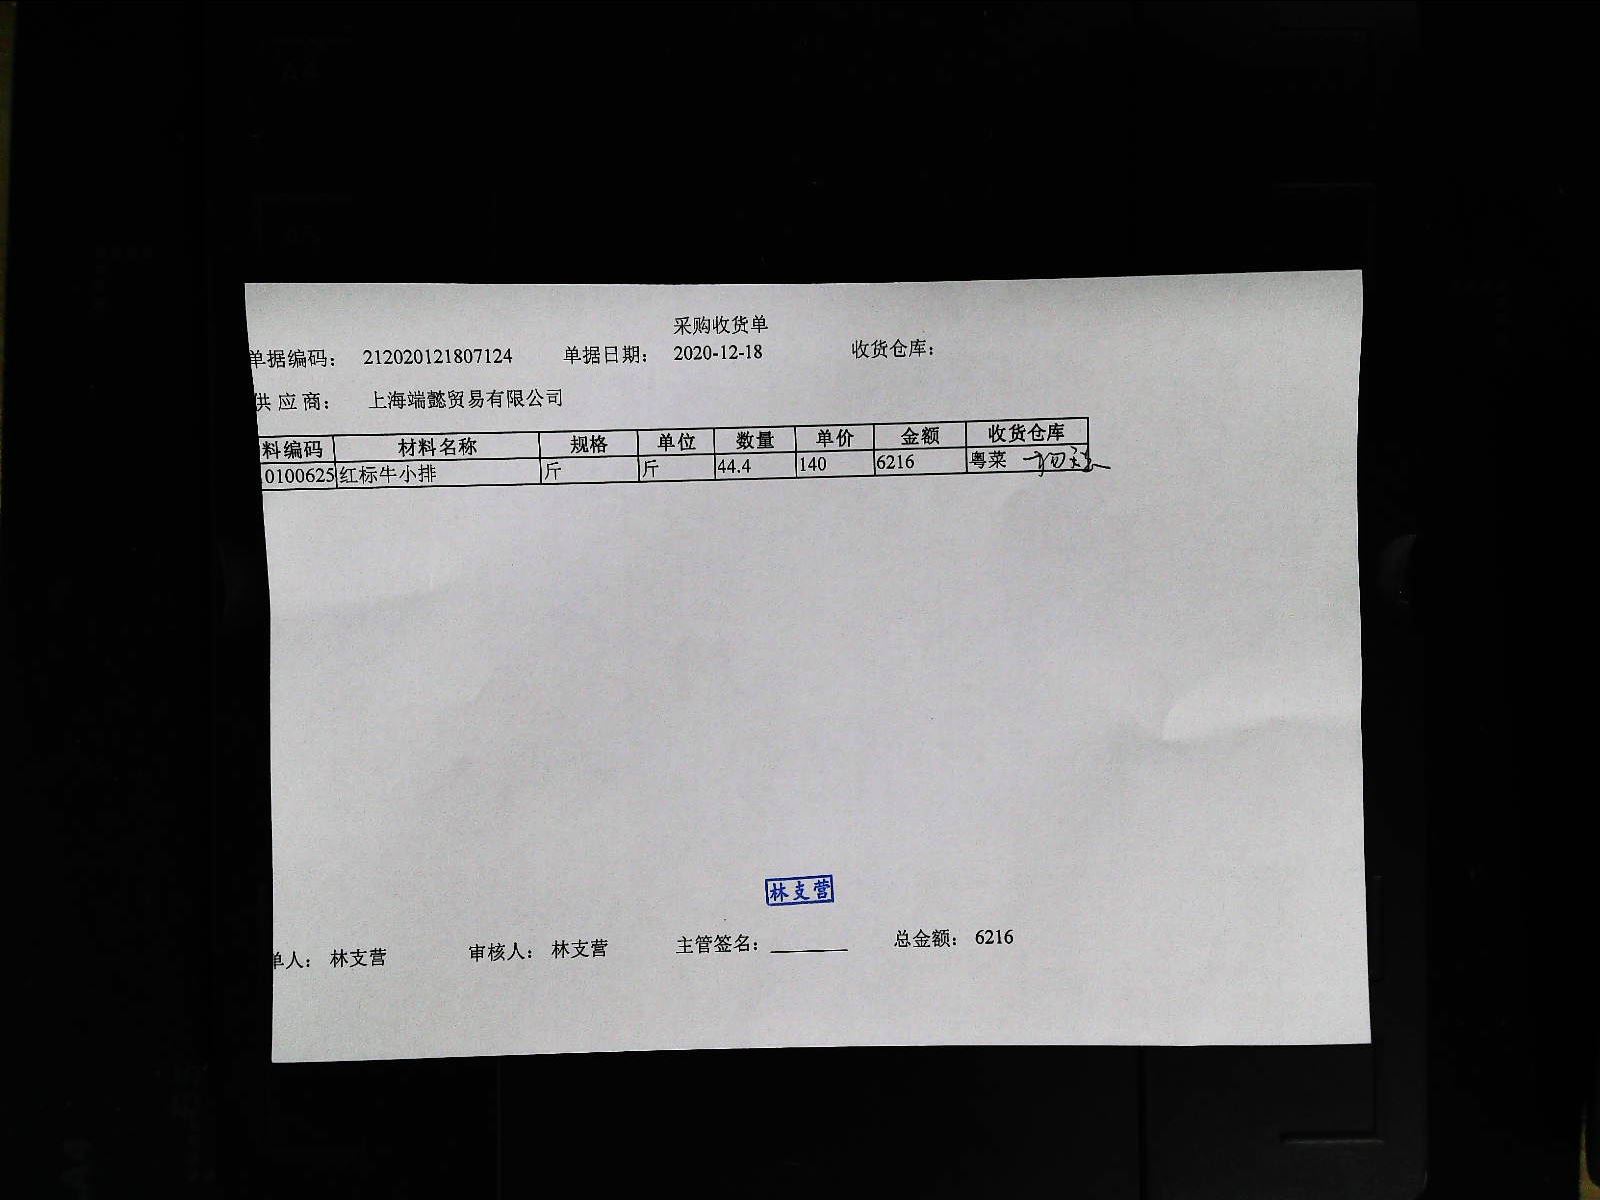 采购收货单
单据编码： 212020121807124 单据日期： 2020-12-18 收货仓库：
供 应 商： 上海端懿贸易有限公司
料编码 材料名称 规格 单位 数量 单价 金额 收货仓库
0100625 红标牛小排 斤 斤 44.4 140 6216 粤菜
林支营
单人： 林支营 审核人： 林支营 主管签名： 总金额： 6216